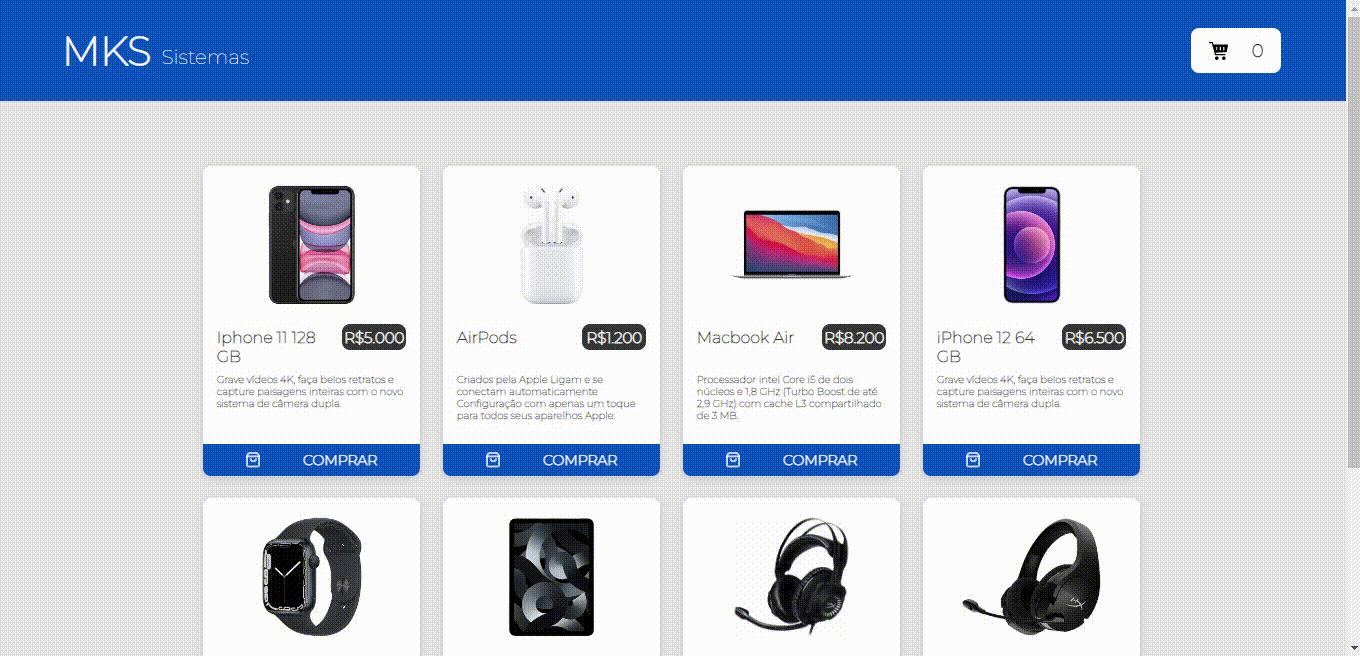 MKS Sistemas
0
Iphone 11 128
GB
R$5.000
Grave vídeos 4K, faça belos retratos e
capture paisagens inteiras com o novo
sistema de câmera dupla.
COMPRAR
AirPods
R$1.200
Criados pela Apple Ligam e se
conectam automaticamente
Configuração com apenas um toque
para todos seus aparelhos Apple.
COMPRAR
Macbook Air
R$8.200
Processador intel Core i5 de dois
núcleos e 1,8 GHz (Turbo Boost de até
2,9 GHz) com cache L3 compartilhado
de 3 MB.
COMPRAR
iPhone 12 64
GB
R$6.500
Grave vídeos 4K, faça belos retratos e
capture paisagens inteiras com o novo
sistema de câmera dupla.
COMPRAR